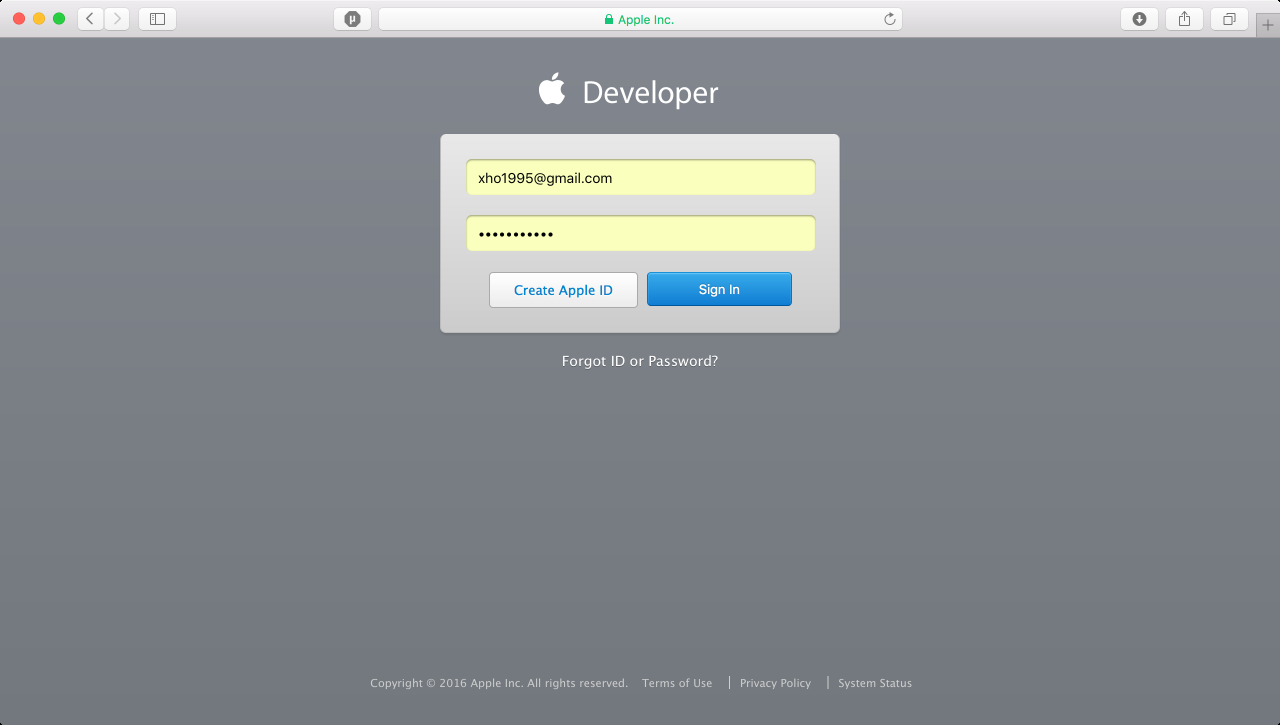 Apple Inc.
Developer
xho1995@gmail.com
•••••••••••
Create Apple ID
Sign In
Forgot ID or Password?
Copyright © 2016 Apple Inc. All rights reserved. Terms of Use | Privacy Policy | System Status